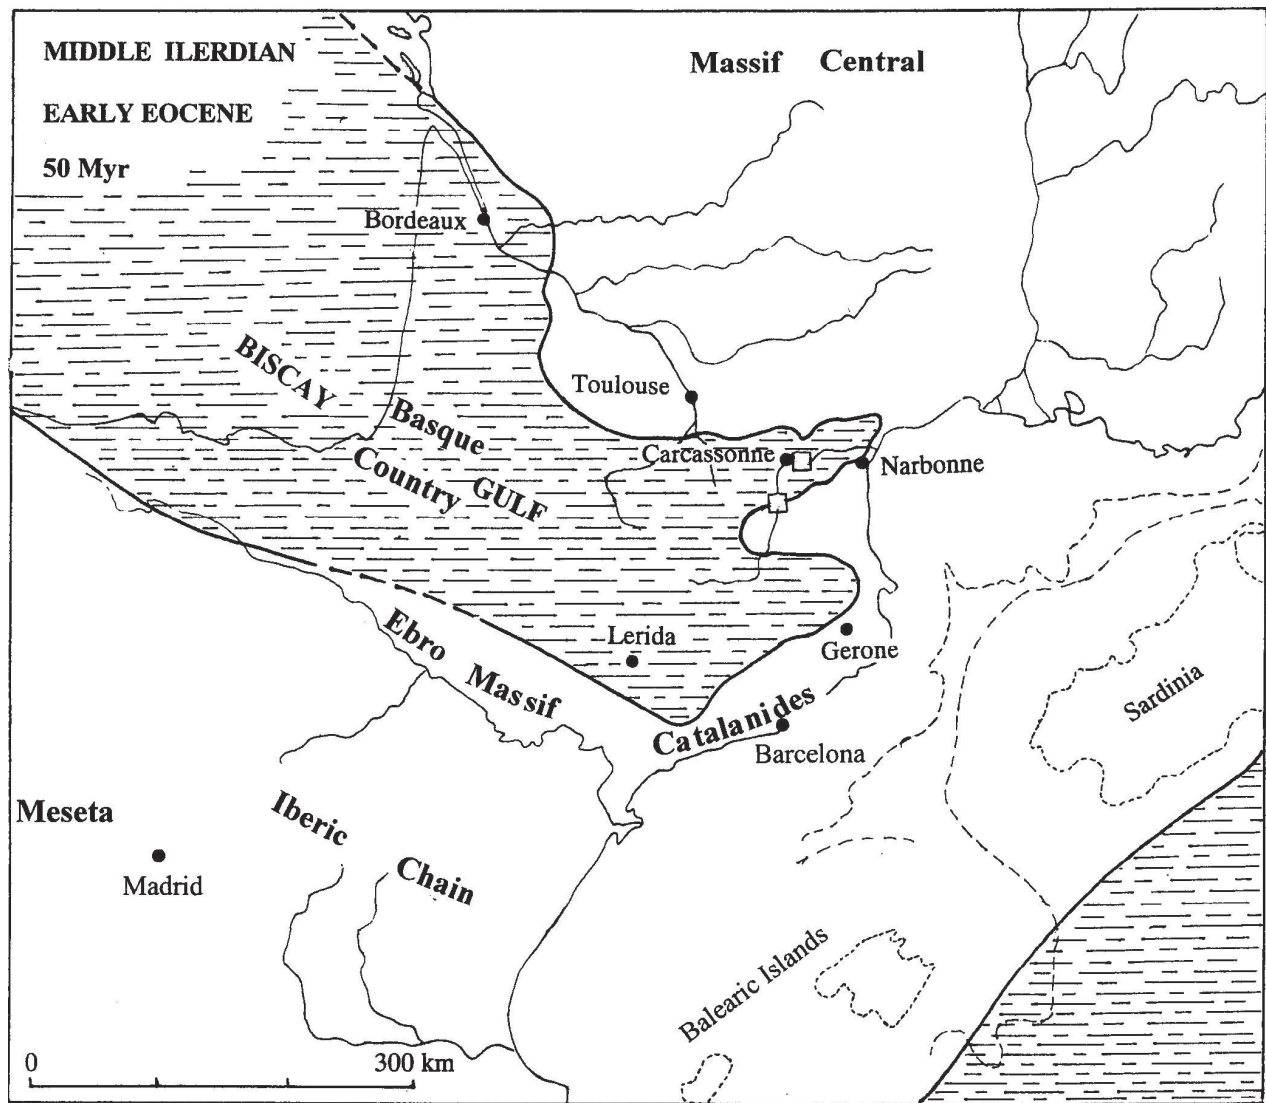 MIDDLE ILERDIAN
EARLY EOCENE
50 Myr
Massif Central
Bordeaux
BISCAY
Basque
Country
GULF
Toulouse
Carcassonne
Narbonne
Ebro Massif
Lerida
Gerone
Catalanides
Barcelona
Sardinia
Meseta
Madrid
Iberic
Chain
Balearic Islands
0
300 km